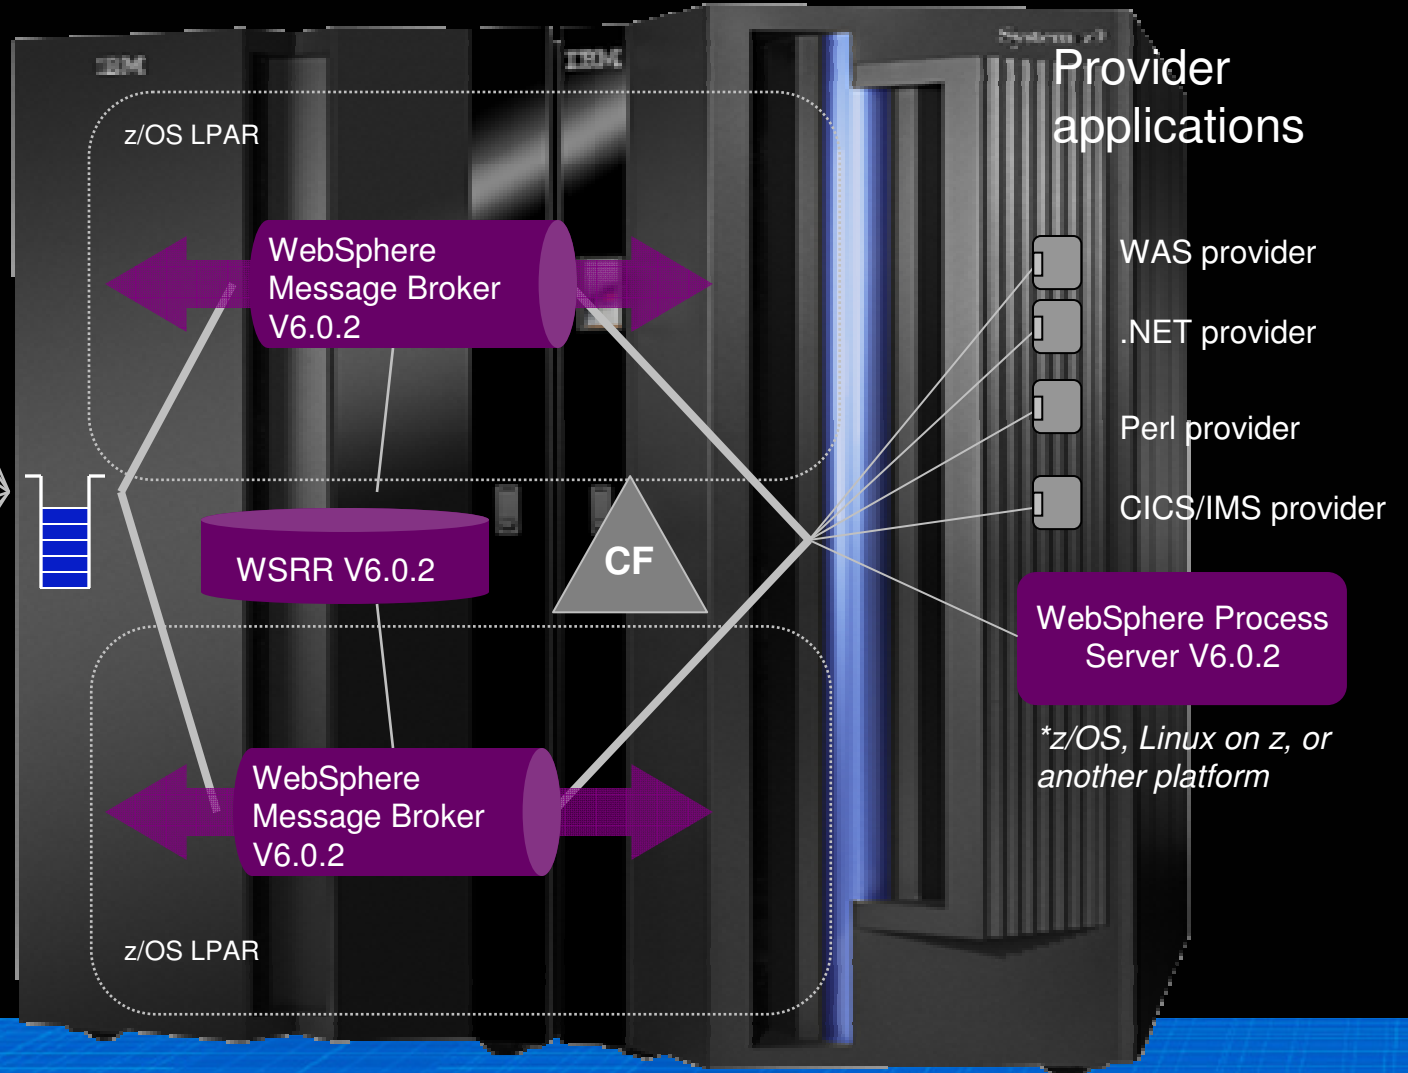 IBM
IBM
System z9
Provider
applications
z/OS LPAR
WebSphere
Message Broker
V6.0.2
WAS provider
.NET provider
Perl provider
CICS/IMS provider
WSRR V6.0.2
CF
WebSphere Process
Server V6.0.2
*z/OS, Linux on z, or
another platform
WebSphere
Message Broker
V6.0.2
z/OS LPAR